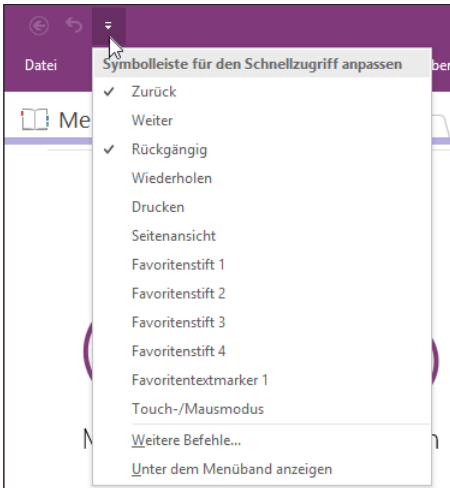 Datei
Symbolleiste für den Schnellzugriff anpassen
Zurück
Me
Weiter
Rückgängig
Wiederholen
Drucken
Seitenansicht
Favoritenstift 1
Favoritenstift 2
Favoritenstift 3
Favoritenstift 4
Favoritentextmarker 1
Touch-/Mausmodus
Weitere Befehle...
Unter dem Menüband anzeigen